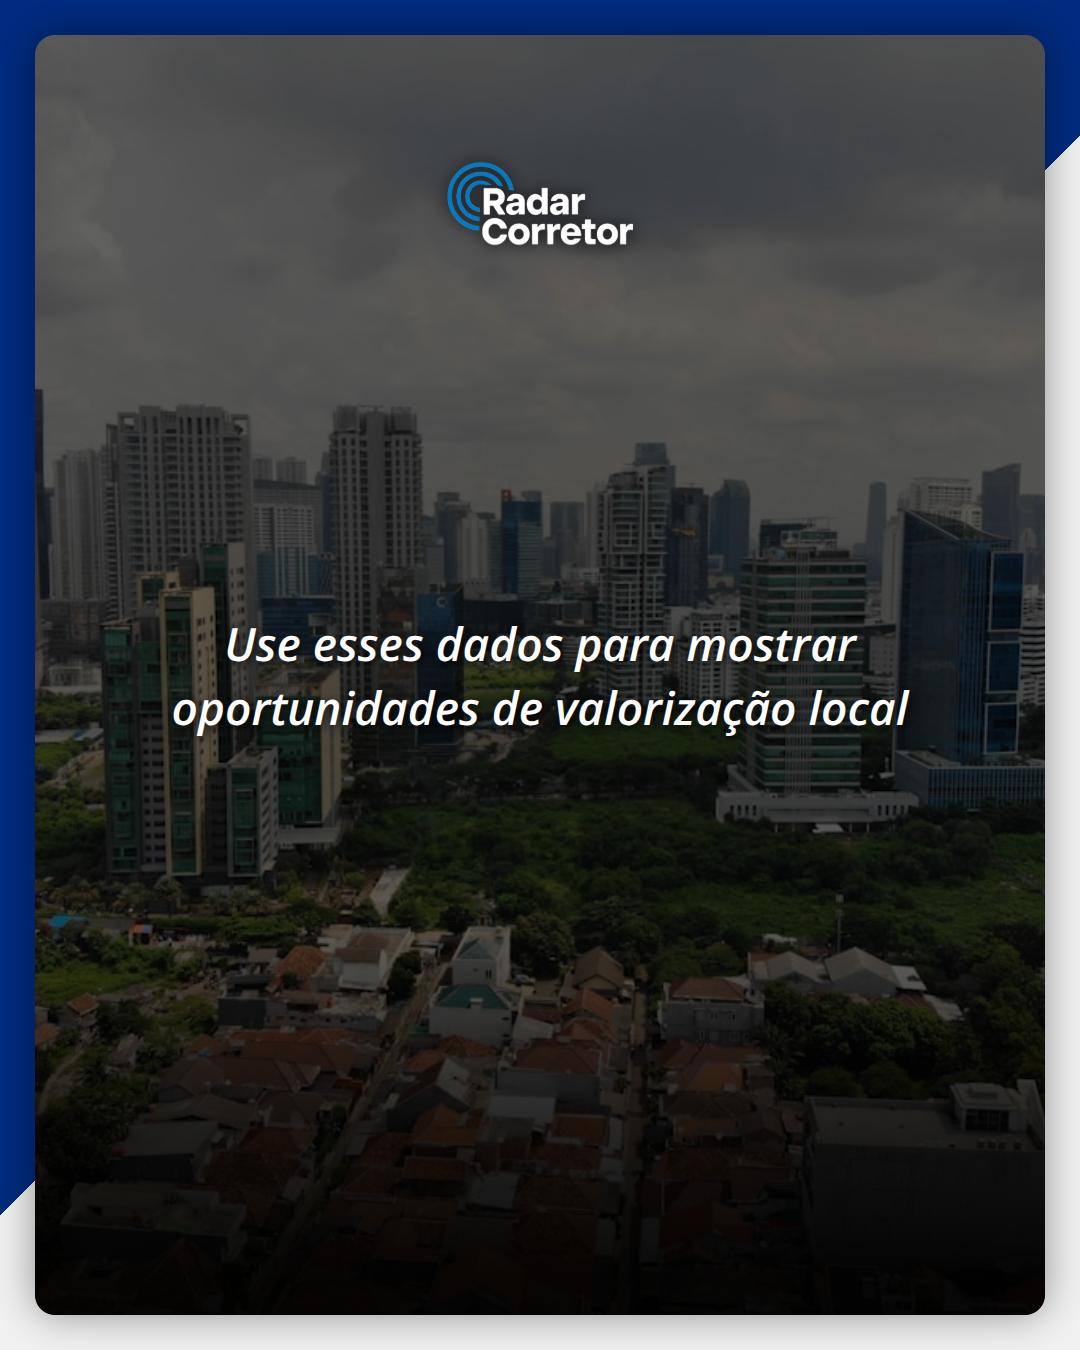 Radar
Corretor
Use esses dados para mostrar
oportunidades de valorização local